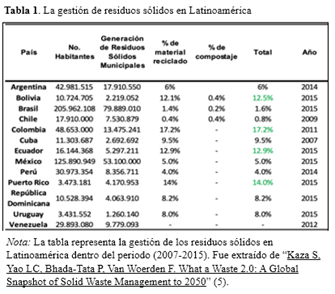 Tabla 1. La gestión de residuos sólidos en Latinoamérica
País No. Habitantes Generación de Residuos Sólidos Municipales % de material reciclado % de compostaje Total Año
Argentina 42.981.515 17.910.550 6% 6% 2014
Bolivia 10.724.705 2.219.052 12.1% 0.4% 12.5% 2015
Brasil 205.962.108 79.889.010 1.4% 0.2% 1.6% 2015
Chile 17.910.000 7.530.879 0.4% 0.4% 0.8% 2009
Colombia 48.653.000 13.475.241 17.2% - 17.2% 2011
Cuba 11.303.687 2.692.692 9.5% - 9.5% 2007
Ecuador 16.144.368 5.297.211 12.9% - 12.9% 2015
México 125.890.949 53.100.000 5.0% - 5.0% 2015
Perú 30.973.354 8.356.711 4.0% - 4.0% 2014
Puerto Rico 3.473.181 4.170.953 14% - 14.0% 2015
República Dominicana 10.528.394 4.063.910 8.2% - 8.2% 2015
Uruguay 3.431.552 1.260.140 8.0% - 8.0% 2015
Venezuela 29.893.080 9.779.093 - - - 2012
Nota: La tabla representa la gestión de los residuos sólidos en
Latinoamérica dentro del periodo (2007-2015). Fue extraído de “Kaza S,
Yao LC, Bhada-Tata P, Van Woerden F. What a Waste 2.0: A Global
Snapshot of Solid Waste Management to 2050” (5).